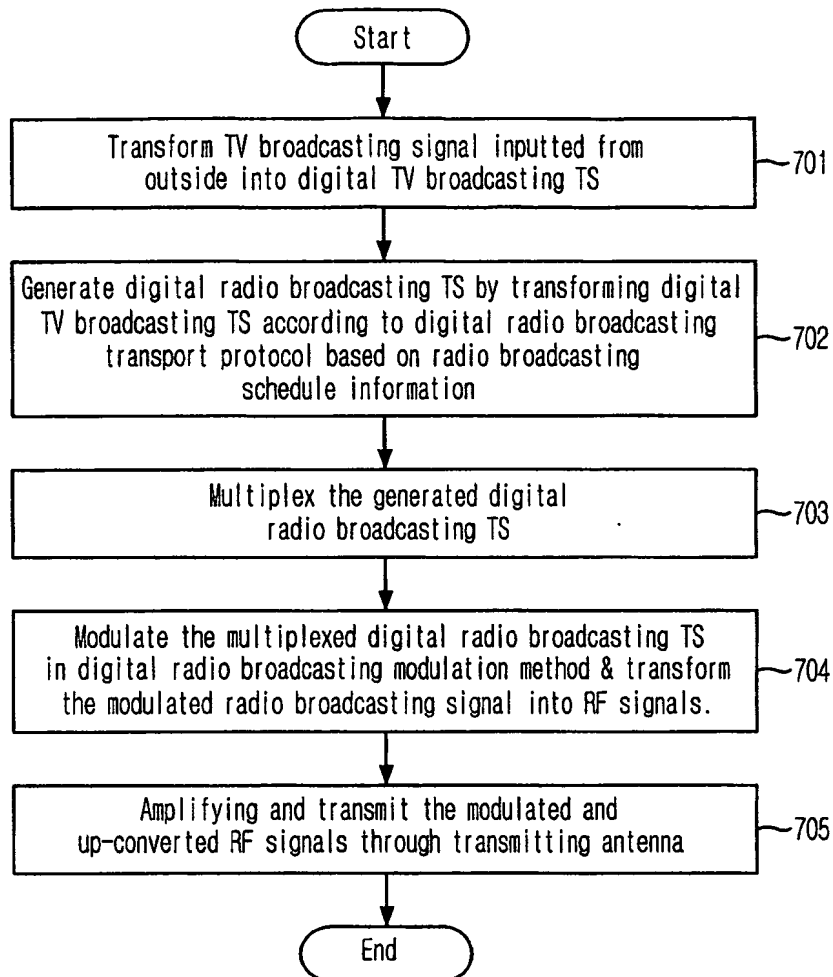 Start
Transform TV broadcasting signal inputted from
outside into digital TV broadcasting TS
701
Generate digital radio broadcasting TS by transforming digital
TV broadcasting TS according to digital radio broadcasting
transport protocol based on radio broadcasting
schedule information
702
Multiplex the generated digital
radio broadcasting TS
703
Modulate the multiplexed digital radio broadcasting TS
in digital radio broadcasting modulation method & transform
the modulated radio broadcasting signal into RF signals.
704
Amplifying and transmit the modulated and
up-converted RF signals through transmitting antenna
705
End